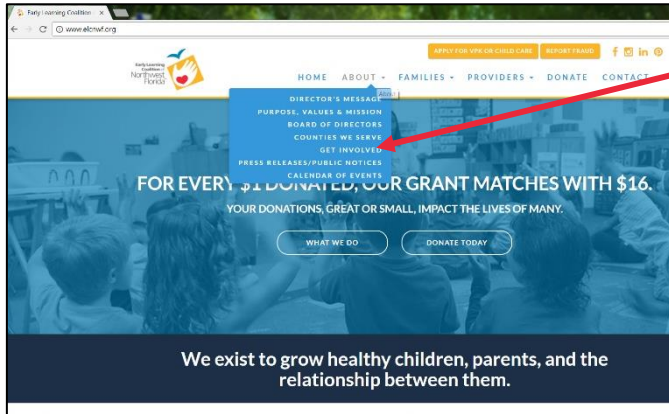 Early Learning Coalition
www.elcnwf.org
Early Learning
Coalition of
Northwest
Florida
APPLY FOR VPK OR CHILD CARE
REPORT FRAUD
HOME ABOUT FAMILIES PROVIDERS DONATE CONTACT
About
DIRECTOR'S MESSAGE
PURPOSE, VALUES & MISSION
BOARD OF DIRECTORS
COUNTIES WE SERVE
GET INVOLVED
PRESS RELEASES/PUBLIC NOTICES
CALENDAR OF EVENTS
FOR EVERY $1 DONATED, OUR GRANT MATCHES WITH $16.
YOUR DONATIONS, GREAT OR SMALL, IMPACT THE LIVES OF MANY.
WHAT WE DO DONATE TODAY
We exist to grow healthy children, parents, and the
relationship between them.